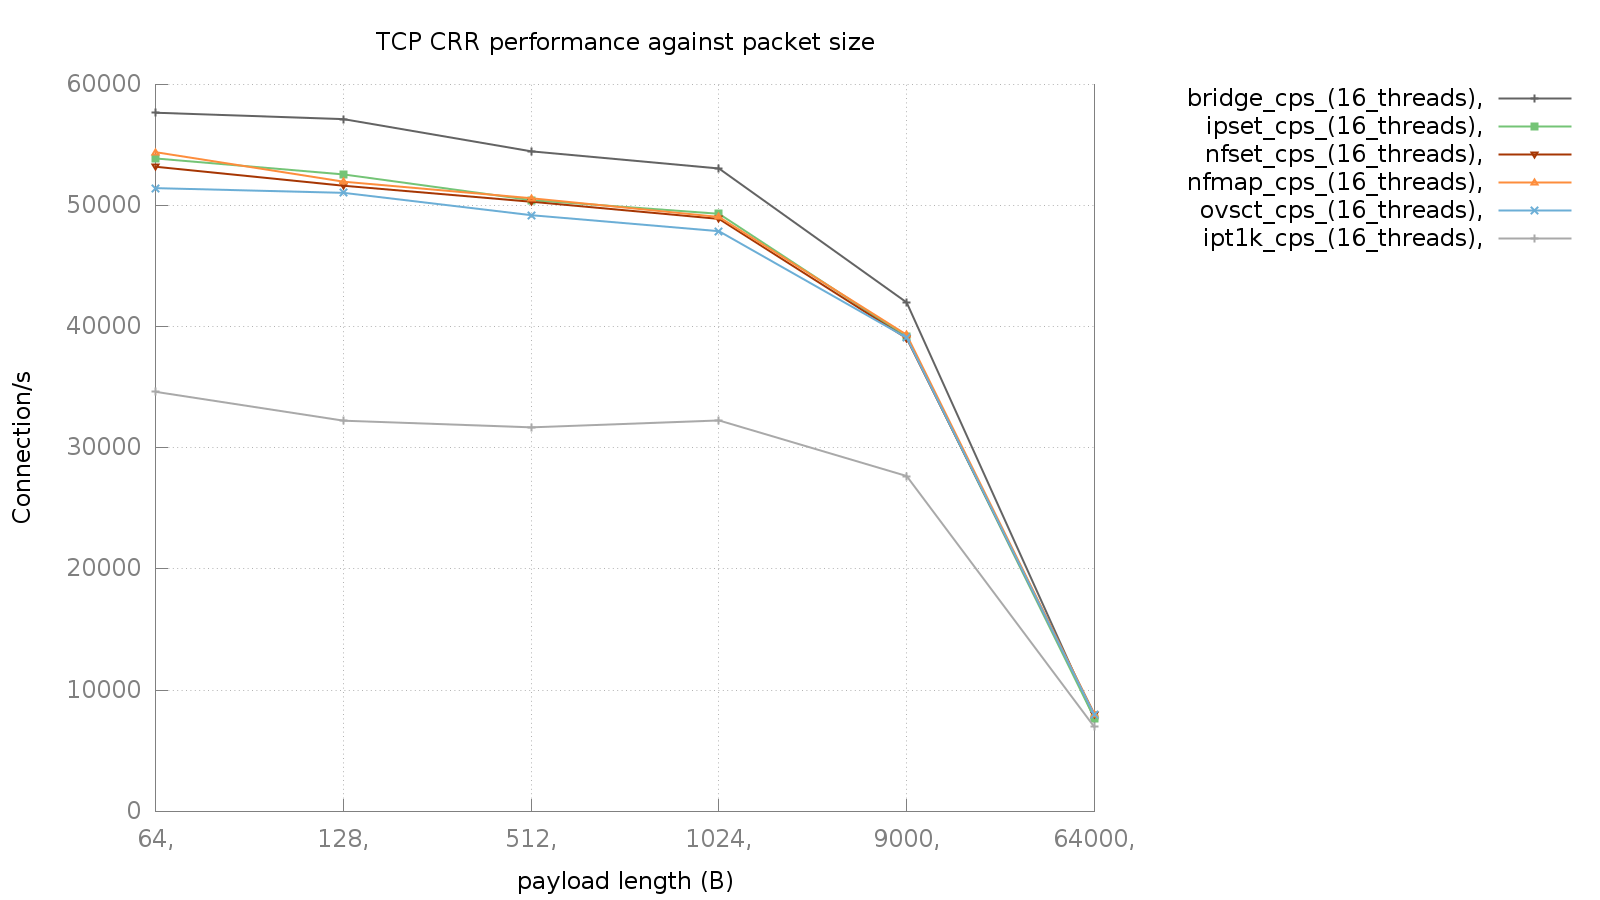 TCP CRR performance against packet size
60000
50000
40000
30000
20000
10000
0
Connection/s
64,
128,
512,
1024,
9000,
64000,
payload length (B)
bridge_cps_(16_threads),
ipset_cps_(16_threads),
nfset_cps_(16_threads),
nfmap_cps_(16_threads),
ovsct_cps_(16_threads),
ipt1k_cps_(16_threads),